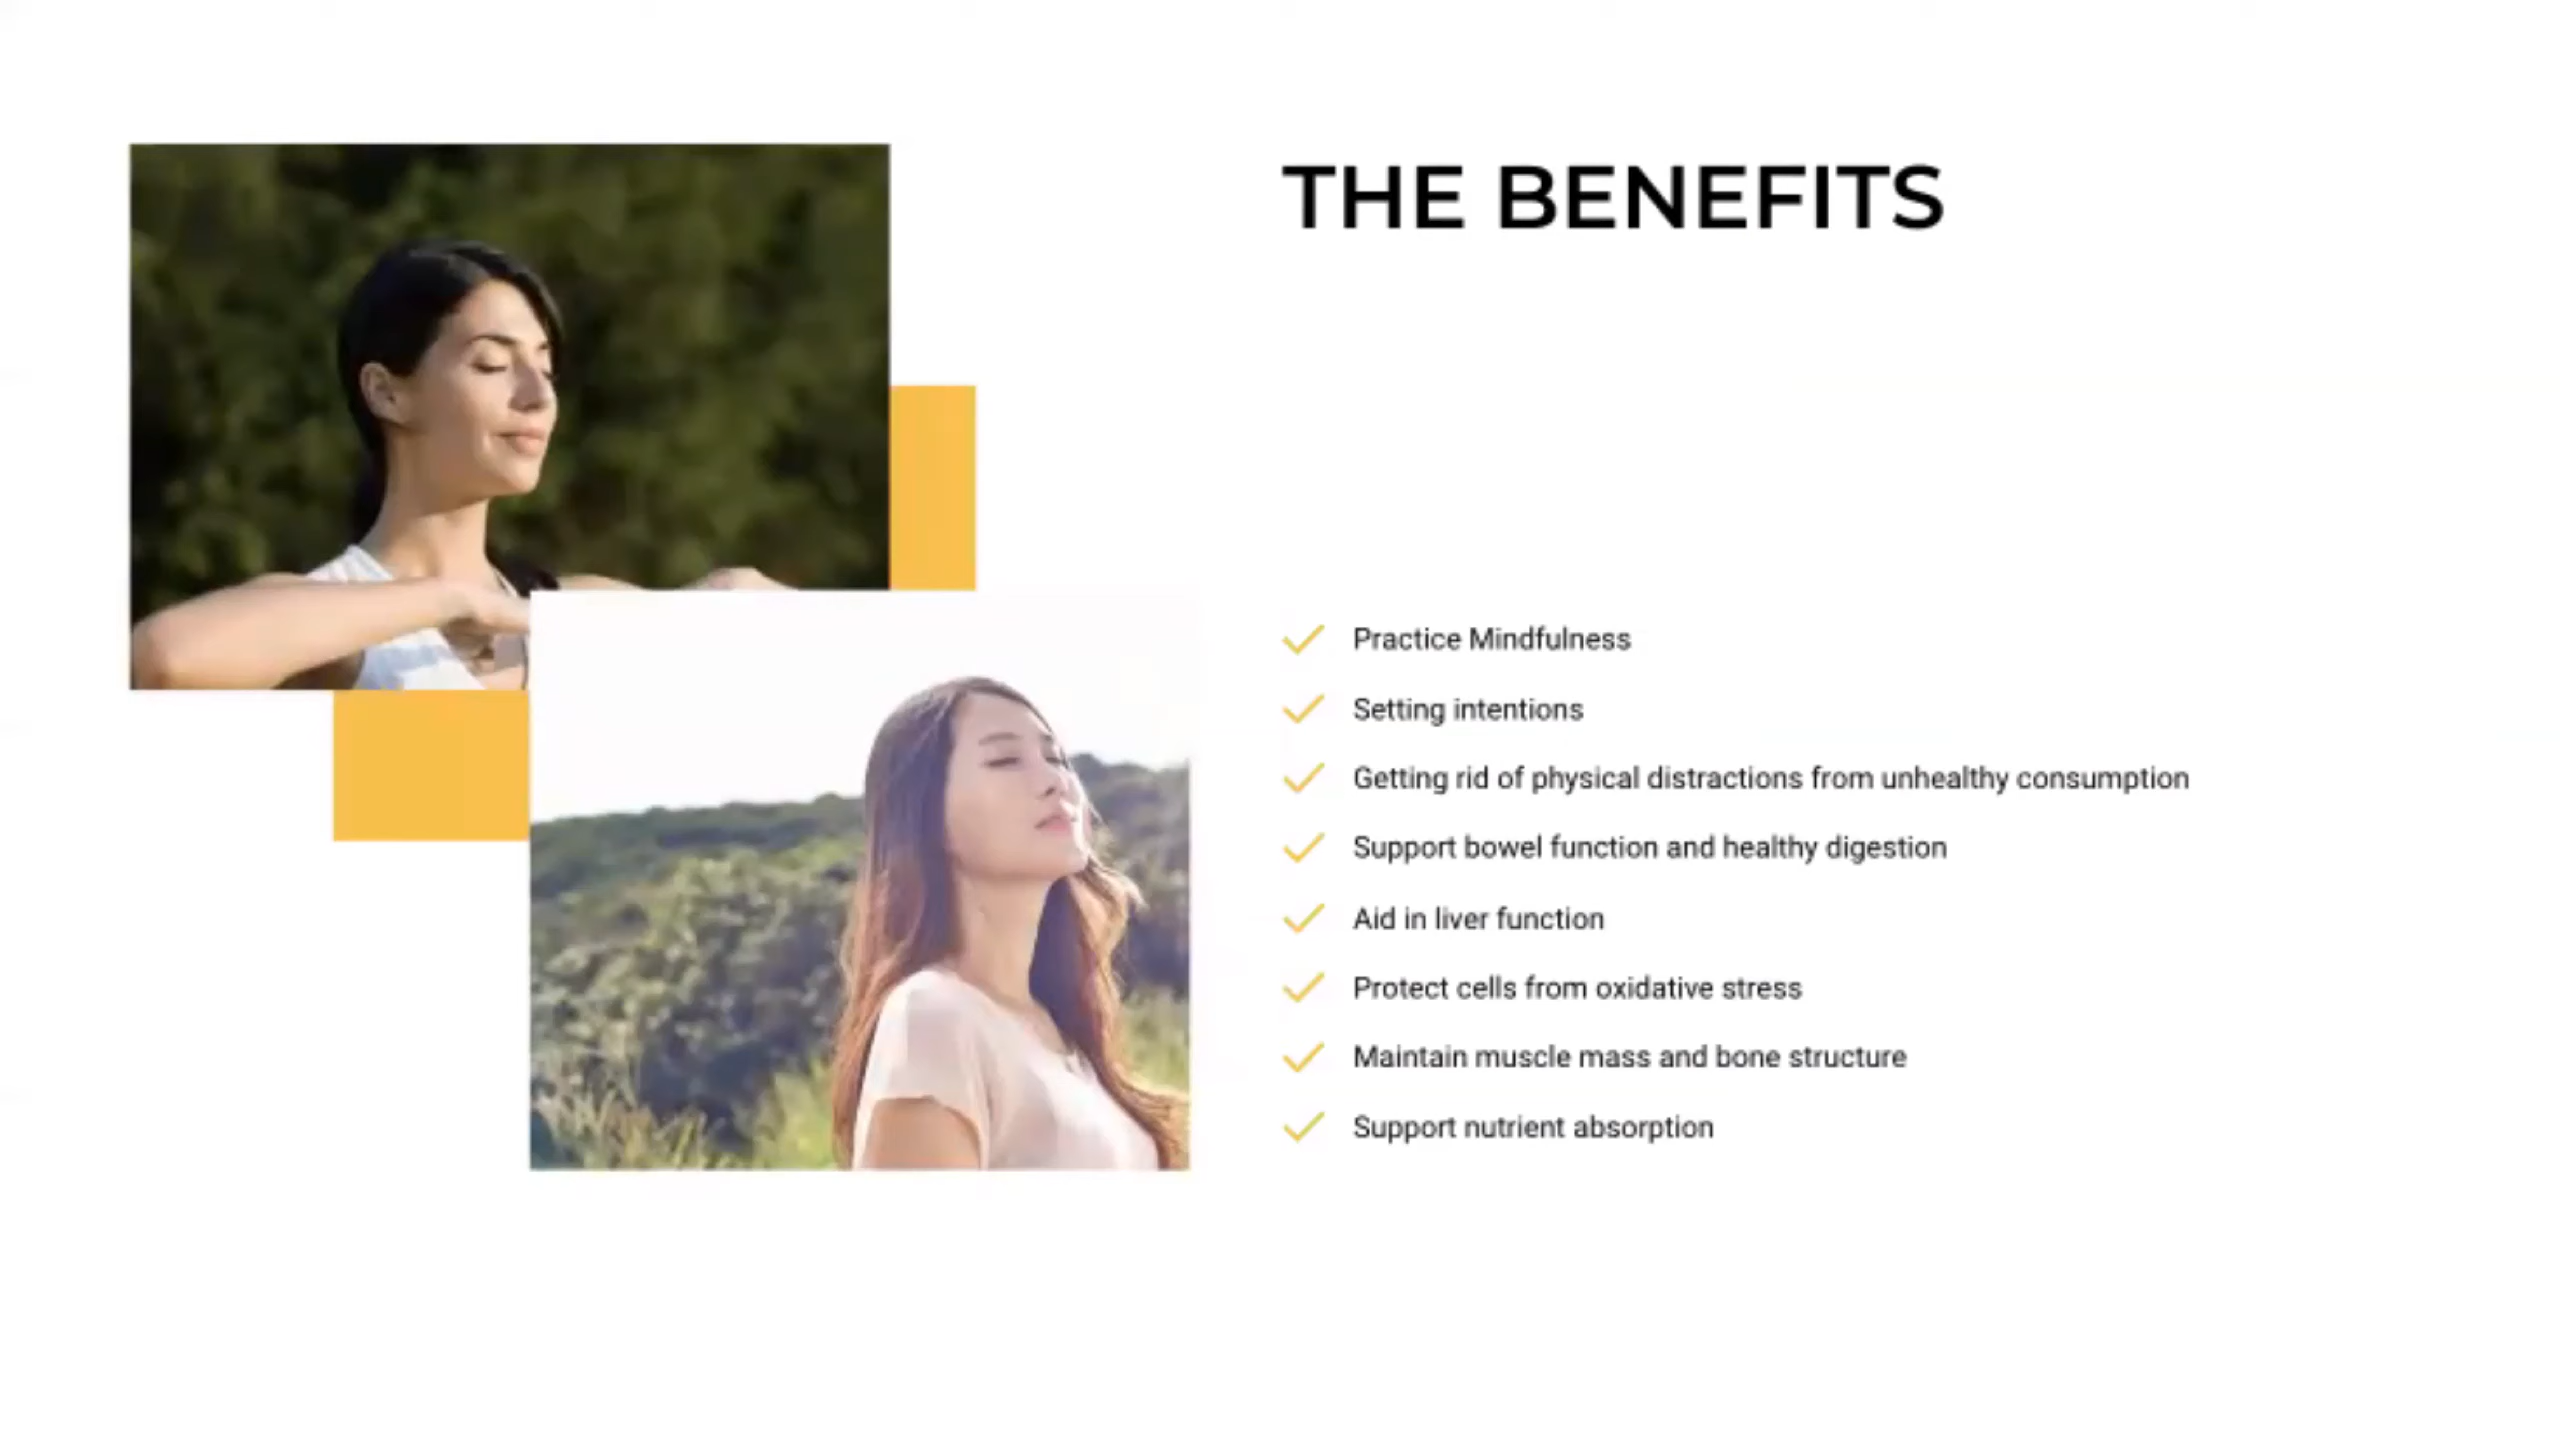 THE BENEFITS
Practice Mindfulness
Setting intentions
Getting rid of physical distractions from unhealthy consumption
Support bowel function and healthy digestion
Aid in liver function
Protect cells from oxidative stress
Maintain muscle mass and bone structure
Support nutrient absorption